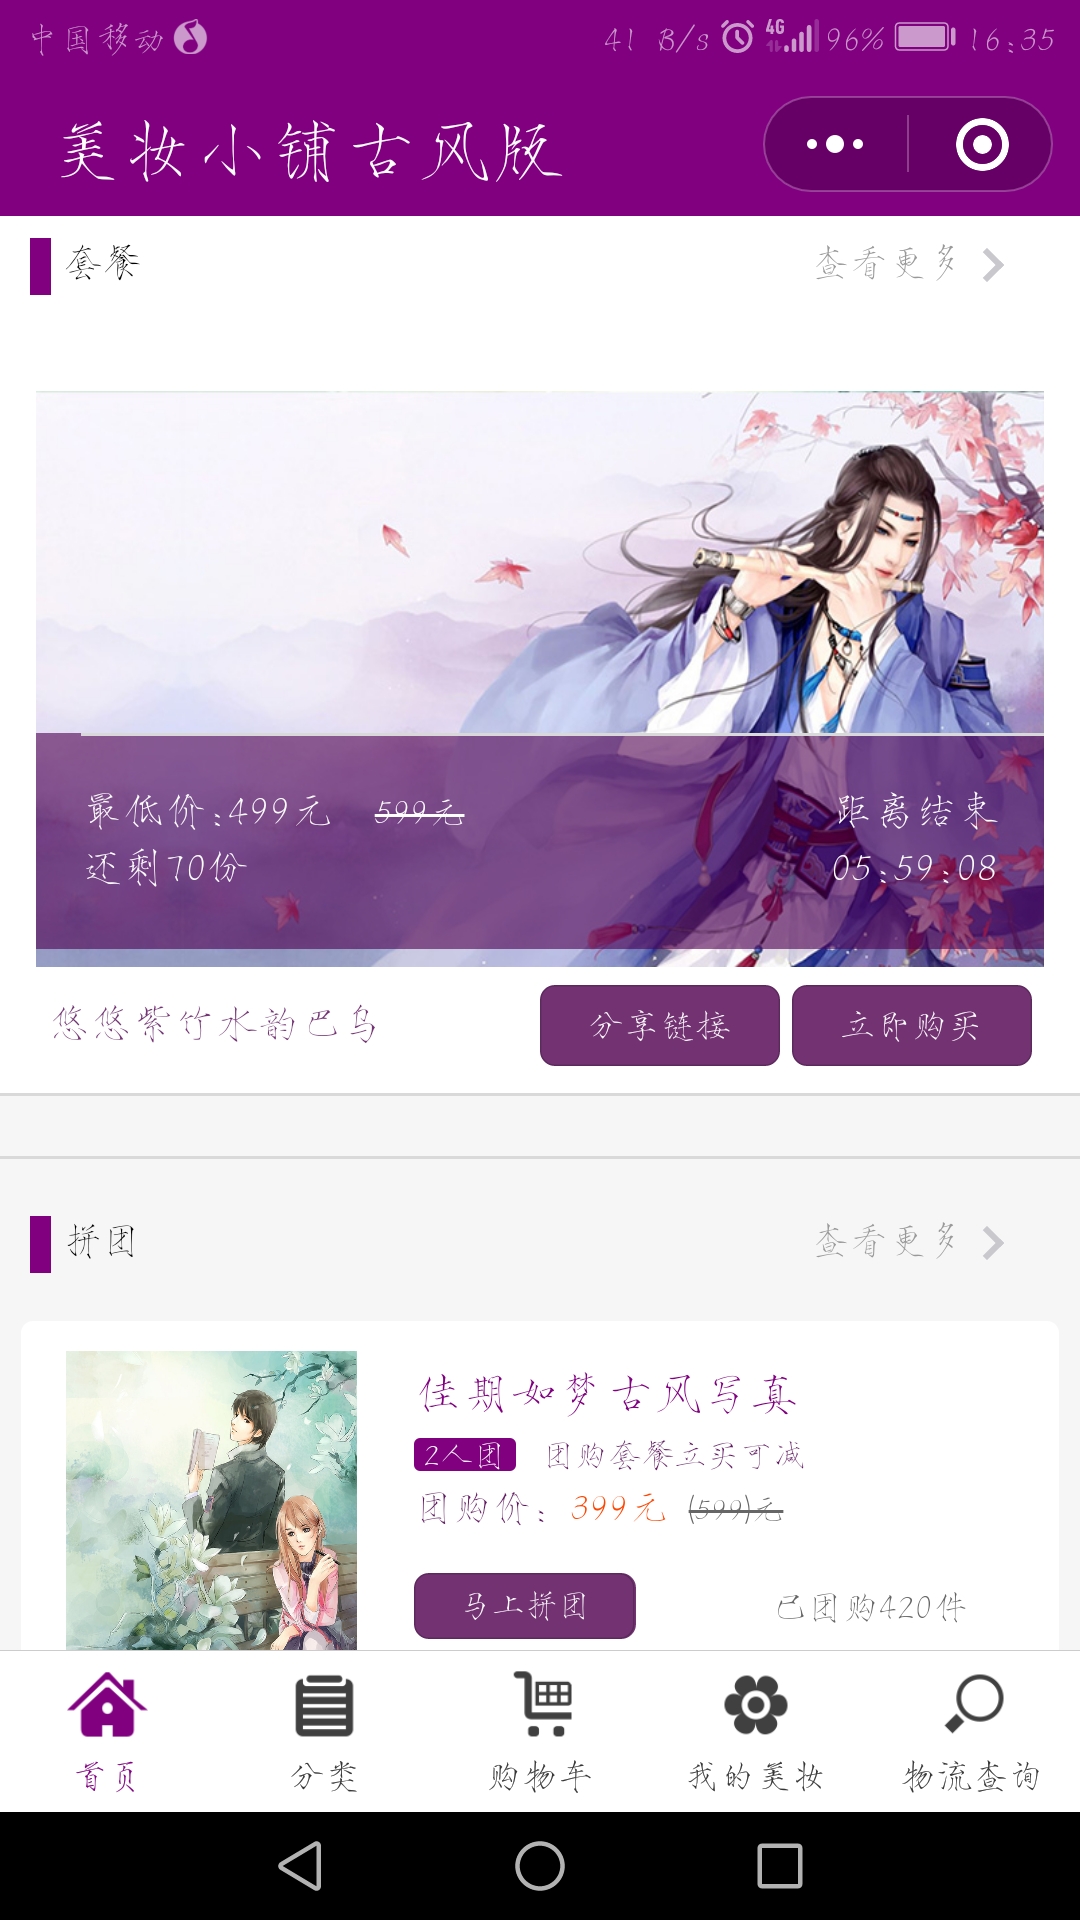 中国移动 41 B/s 4G 96% 16:35
美妆小铺古风版
套餐 查看更多
最低价:499元 599元 距离结束
还剩70份 05:59:08
悠悠紫竹水韵巴乌 分享链接 立即购买
拼团 查看更多
佳期如梦古风写真
2人团 团购套餐立买可减
团购价: 399元 (599)元
马上拼团 已团购420件
首页 分类 购物车 我的美妆 物流查询